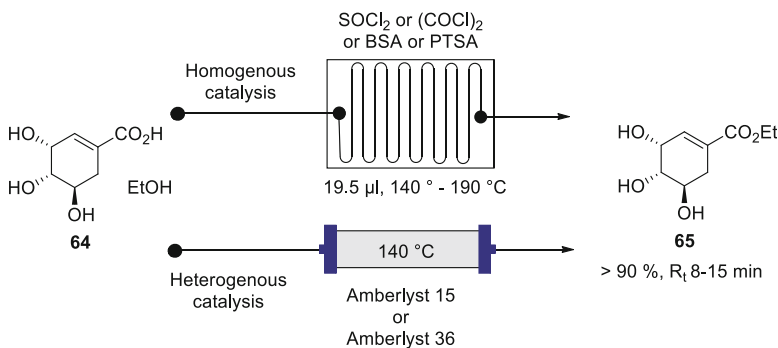 SOCl2 or (COCl)2
or BSA or PTSA
Homogenous
catalysis
CO2H
HO
HO
OH
EtOH
64
19.5 µl, 140 ° - 190 °C
CO2Et
HO
HO
OH
65
> 90 %, Rt 8-15 min
140 °C
Heterogenous
catalysis
Amberlyst 15
or
Amberlyst 36